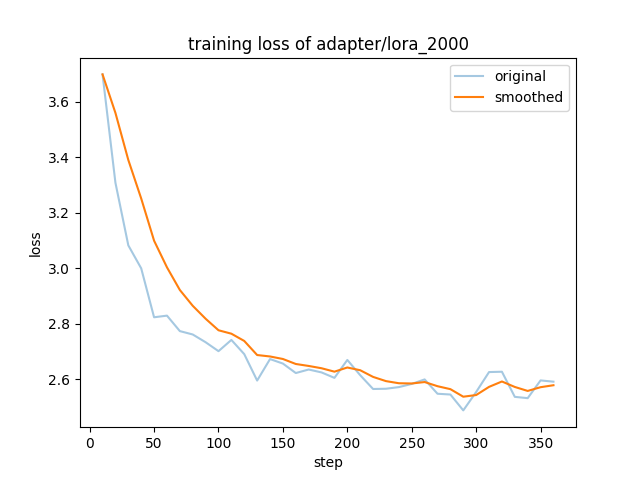 training loss of adapter/lora_2000
original
smoothed
3.6
3.4
3.2
3.0
2.8
2.6
loss
0 50 100 150 200 250 300 350
step